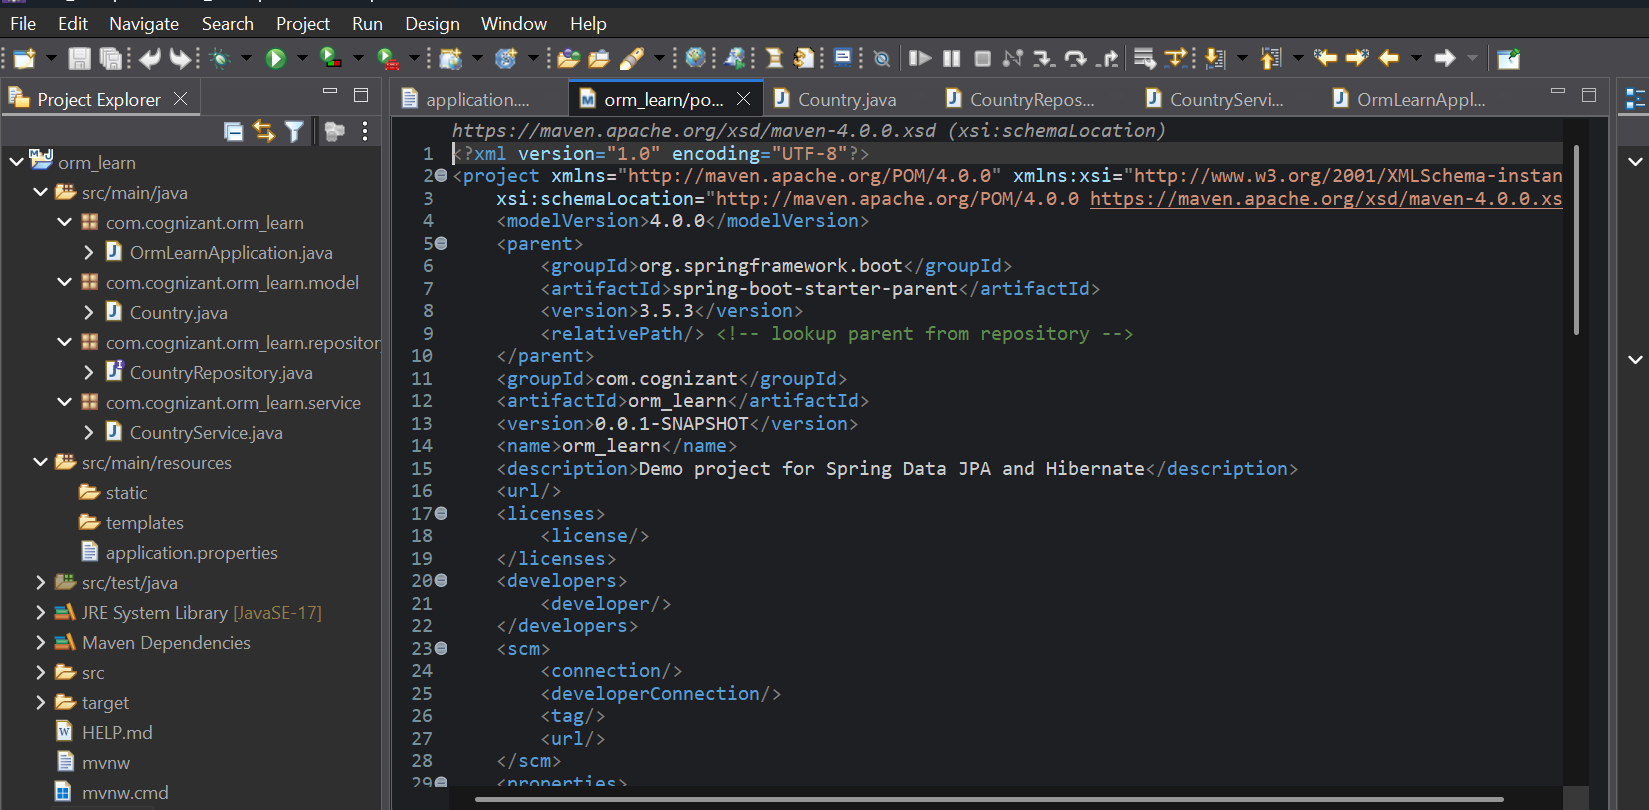 File Edit Navigate Search Project Run Design Window Help
Project Explorer
application....
orm_learn/po...
Country.java
CountryRepos...
CountryServi...
OrmLearnAppl...
orm_learn
src/main/java
com.cognizant.orm_learn
OrmLearnApplication.java
com.cognizant.orm_learn.model
Country.java
com.cognizant.orm_learn.repositor
CountryRepository.java
com.cognizant.orm_learn.service
CountryService.java
src/main/resources
static
templates
application.properties
src/test/java
JRE System Library [JavaSE-17]
Maven Dependencies
src
target
HELP.md
mvnw
mvnw.cmd
https://maven.apache.org/xsd/maven-4.0.0.xsd (xsi:schemaLocation)
1 <?xml version="1.0" encoding="UTF-8"?>
2 <project xmlns="http://maven.apache.org/POM/4.0.0" xmlns:xsi="http://www.w3.org/2001/XMLSchema-instan
3 xsi:schemaLocation="http://maven.apache.org/POM/4.0.0 https://maven.apache.org/xsd/maven-4.0.0.xs
4 <modelVersion>4.0.0</modelVersion>
5 <parent>
6 <groupId>org.springframework.boot</groupId>
7 <artifactId>spring-boot-starter-parent</artifactId>
8 <version>3.5.3</version>
9 <relativePath/> <!-- lookup parent from repository -->
10 </parent>
11 <groupId>com.cognizant</groupId>
12 <artifactId>orm_learn</artifactId>
13 <version>0.0.1-SNAPSHOT</version>
14 <name>orm_learn</name>
15 <description>Demo project for Spring Data JPA and Hibernate</description>
16 <url/>
17 <licenses>
18 <license/>
19 </licenses>
20 <developers>
21 <developer/>
22 </developers>
23 <scm>
24 <connection/>
25 <developerConnection/>
26 <tag/>
27 <url/>
28 </scm>
29 <properties>